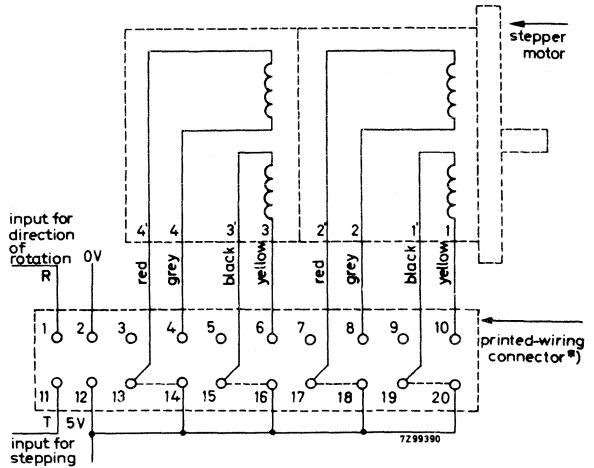 stepper
motor
4' 4 3' 3 2' 2 1' 1
red grey black yellow red grey black yellow
input for
direction
of
rotation
R
0V
1 2 3 4 5 6 7 8 9 10
printed-wiring
connector*)
11 12 13 14 15 16 17 18 19 20
T 5V
input for
stepping
7Z99390